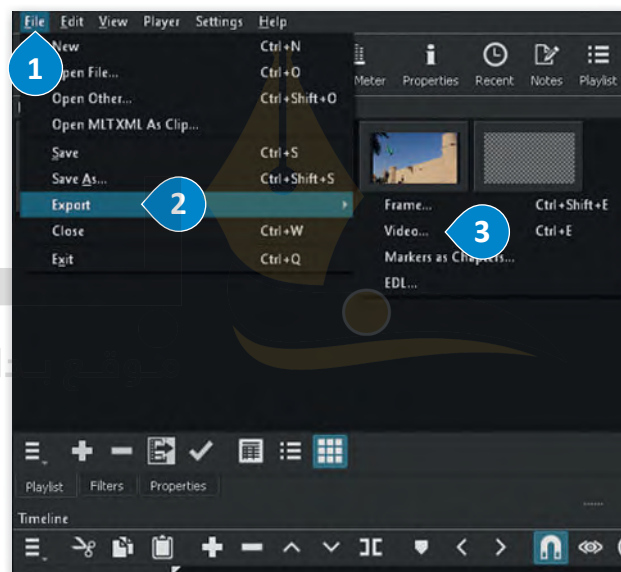 File Edit View Player Settings Help
New Ctrl+N
Open File... Ctrl+O
Open Other... Ctrl+Shift+O
Open MLTXML As Clip...
Save Ctrl+S
Save As... Ctrl+Shift+S
Export
Close Ctrl+W
Exit Ctrl+Q
1
2
3
Meter Properties Recent Notes Playlist
Frame... Ctrl+Shift+E
Video... Ctrl+E
Markers as Chapters...
EDL...
Playlist Filters Properties
Timeline